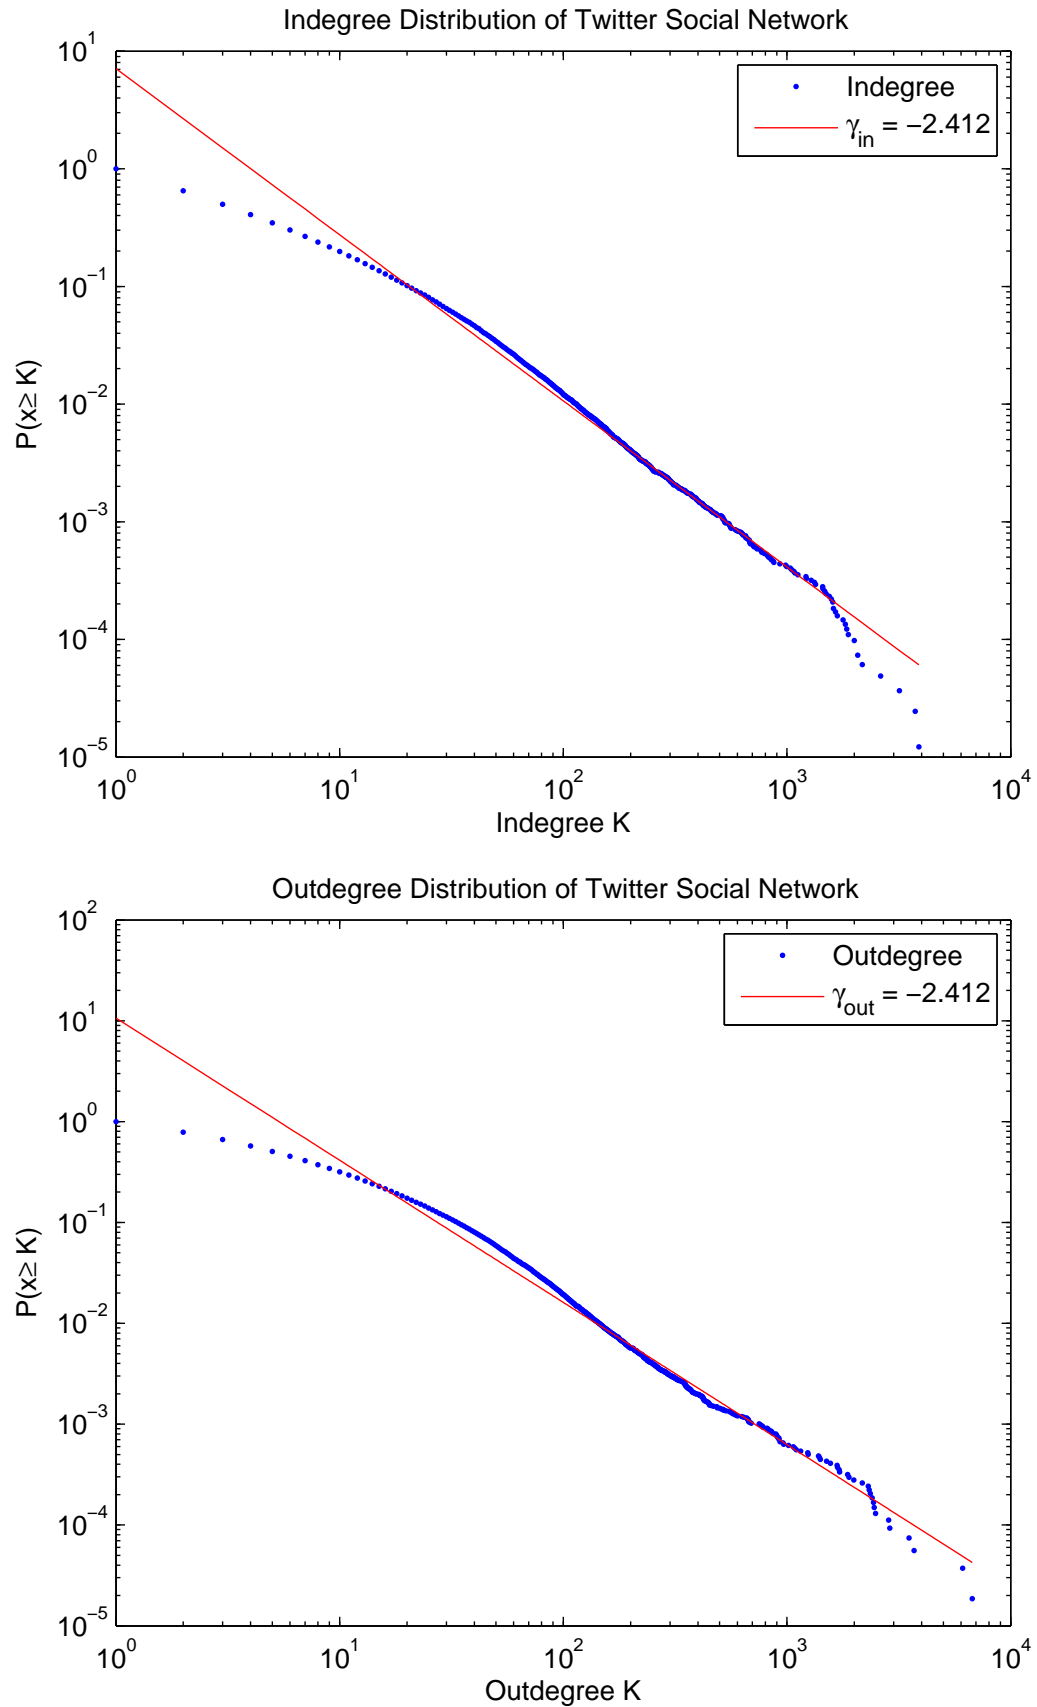 Indegree Distribution of Twitter Social Network
10^1
10^0
10^−1
10^−2
10^−3
10^−4
10^−5
P(x≥ K)
Indegree
γ_in = −2.412
10^0 10^1 10^2 10^3 10^4
Indegree K
Outdegree Distribution of Twitter Social Network
10^2
10^1
10^0
10^−1
10^−2
10^−3
10^−4
10^−5
P(x≥ K)
Outdegree
γ_out = −2.412
10^0 10^1 10^2 10^3 10^4
Outdegree K